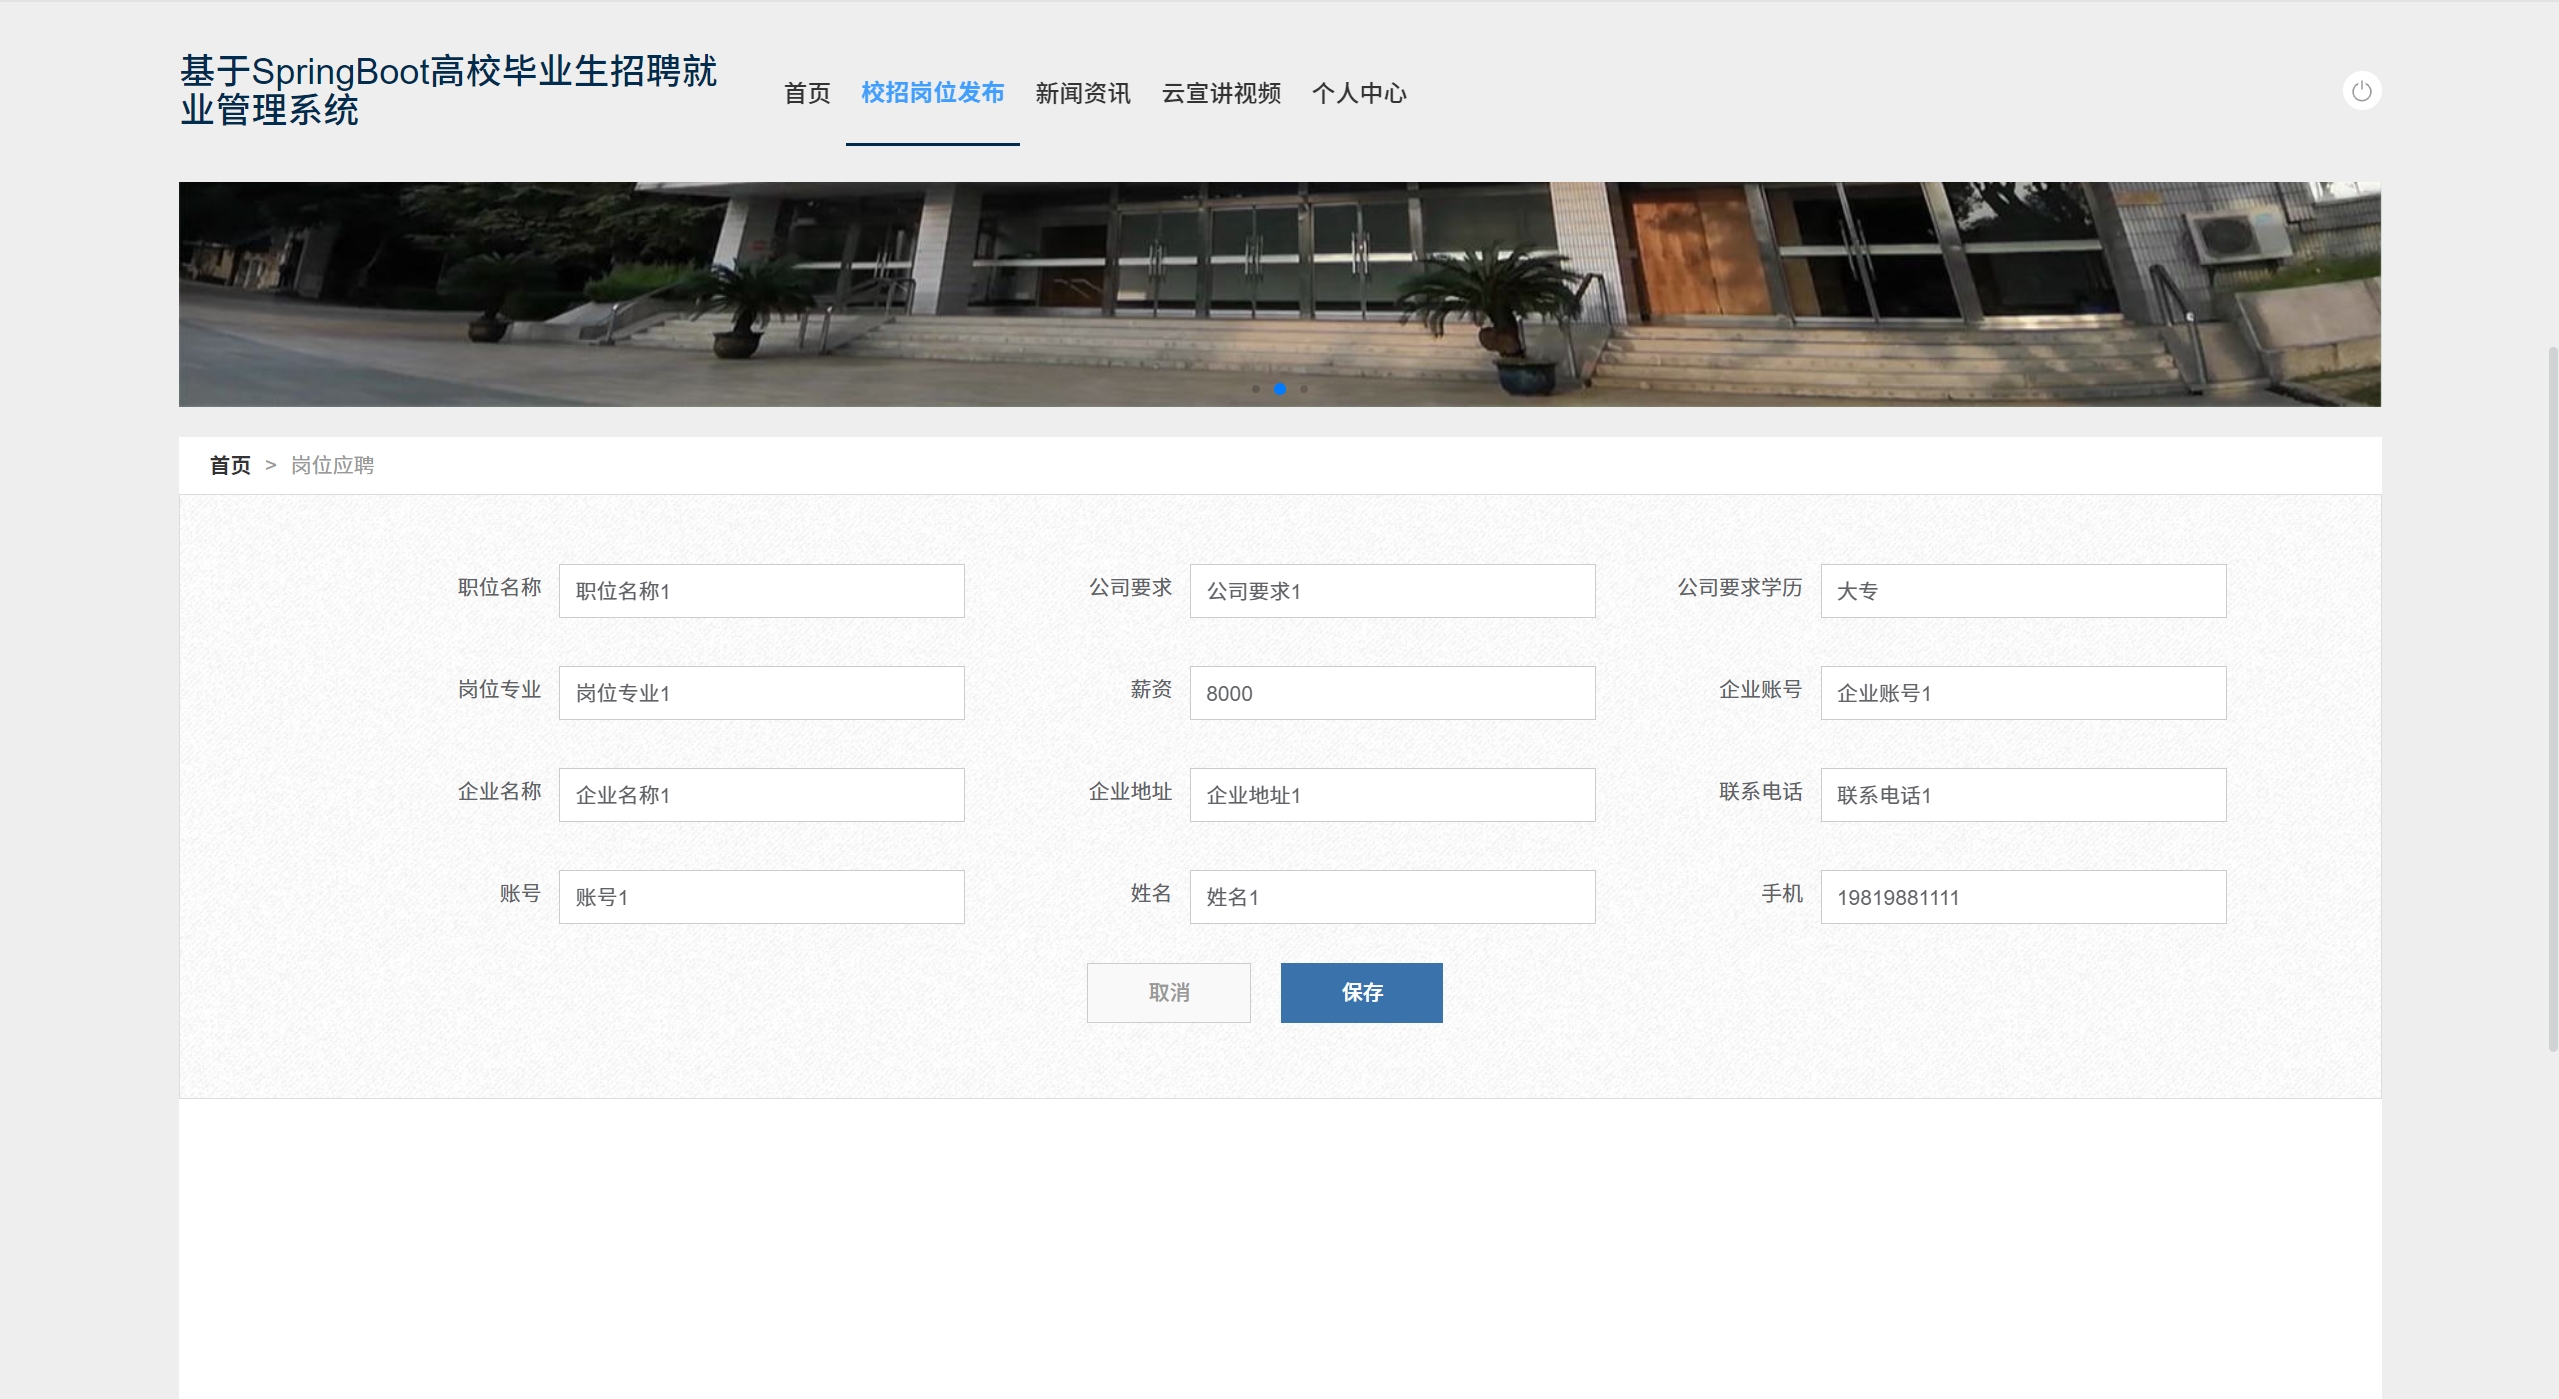 基于SpringBoot高校毕业生招聘就
业管理系统
首页 校招岗位发布 新闻资讯 云宣讲视频 个人中心
首页 > 岗位应聘
职位名称 职位名称1 公司要求 公司要求1 公司要求学历 大专
岗位专业 岗位专业1 薪资 8000 企业账号 企业账号1
企业名称 企业名称1 企业地址 企业地址1 联系电话 联系电话1
账号 账号1 姓名 姓名1 手机 19819881111
取消 保存